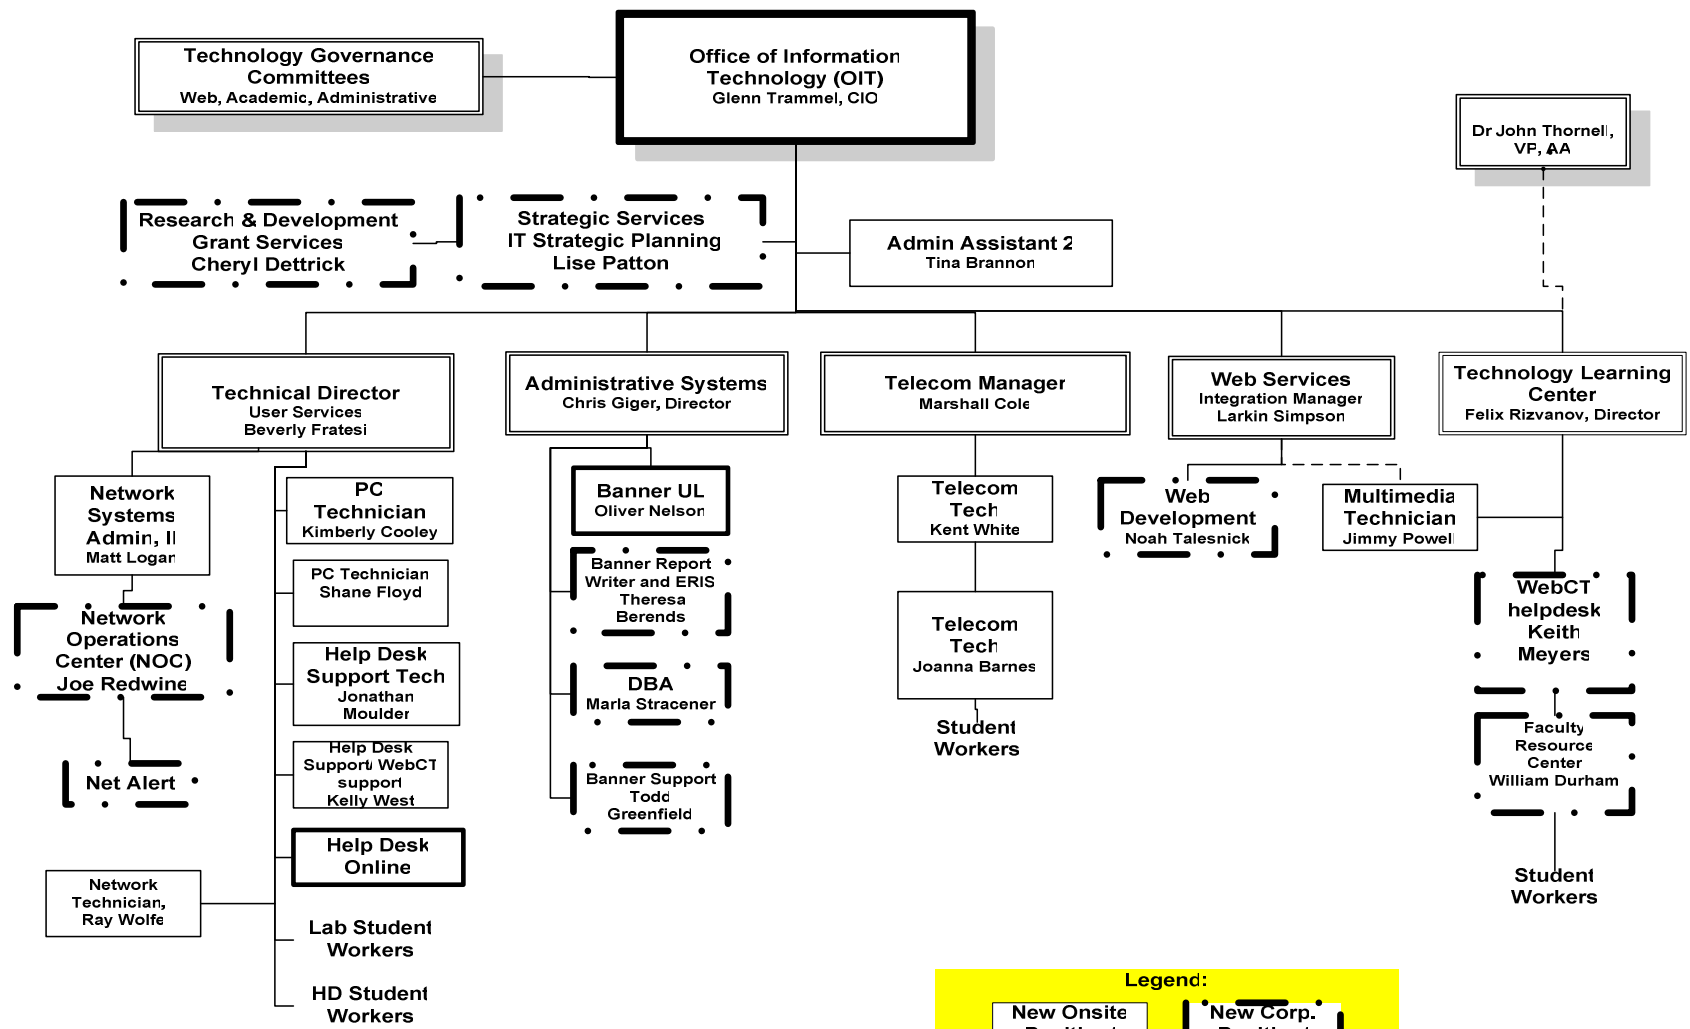 Technology Governance
Committees
Web, Academic, Administrative
Office of Information
Technology (OIT)
Glenn Trammel, CIO
Dr John Thornell,
VP, AA
Research & Development
Grant Services
Cheryl Dettrick
Strategic Services
IT Strategic Planning
Lise Patton
Admin Assistant 2
Tina Brannon
Technical Director
User Services
Beverly Fratesi
Administrative Systems
Chris Giger, Director
Telecom Manager
Marshall Cole
Web Services
Integration Manager
Larkin Simpson
Technology Learning
Center
Felix Rizvanov, Director
Network
Systems
Admin, II
Matt Logan
Network
Operations
Center (NOC)
Joe Redwine
Net Alert
Network
Technician,
Ray Wolfe
PC
Technician
Kimberly Cooley
PC Technician
Shane Floyd
Help Desk
Support Tech
Jonathan
Moulder
Help Desk
Support/ WebCT
support
Kelly West
Help Desk
Online
Lab Student
Workers
HD Student
Workers
Banner UL
Oliver Nelson
Banner Report
Writer and ERIS
Theresa
Berends
DBA
Marla Stracener
Banner Support
Todd
Greenfield
Telecom
Tech
Kent White
Telecom
Tech
Joanna Barnes
Student
Workers
Web
Development
Noah Talesnick
Multimedia
Technician
Jimmy Powell
WebCT
helpdesk
Keith
Meyers
Faculty
Resource
Center
William Durham
Student
Workers
Legend:
New Onsite
New Corp.